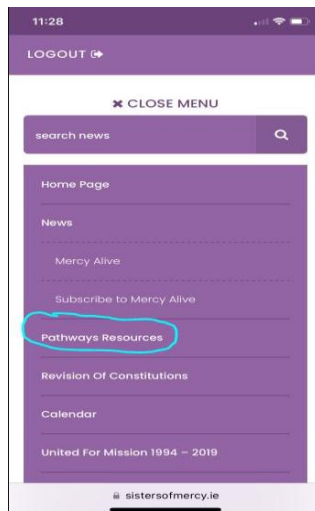 11:28
LOGOUT
✖ CLOSE MENU
search news
Home Page
News
Mercy Alive
Subscribe to Mercy Alive
Pathways Resources
Revision Of Constitutions
Calendar
United For Mission 1994 – 2019
sistersofmercy.ie